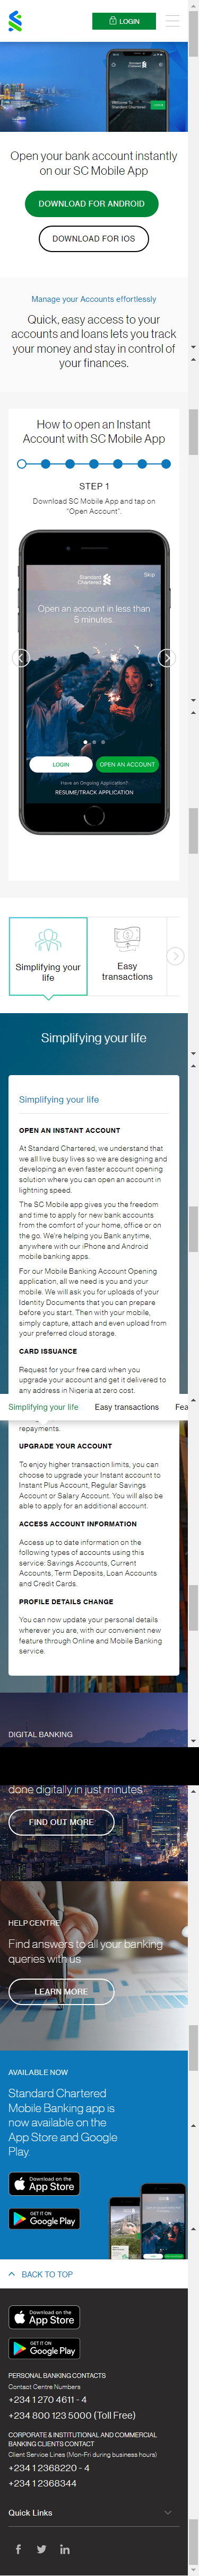 LOGIN
Welcome To
Standard Chartered
LOGIN
Open your bank account instantly
on our SC Mobile App
DOWNLOAD FOR ANDROID
DOWNLOAD FOR IOS
Manage your Accounts effortlessly
Quick, easy access to your
accounts and loans lets you track
your money and stay in control of
your finances.
How to open an Instant
Account with SC Mobile App
STEP 1
Download SC Mobile App and tap on
“Open Account”.
Standard
Chartered
Skip
Open an account in less than
5 minutes.
LOGIN
OPEN AN ACCOUNT
Have an Ongoing Application?
RESUME/TRACK APPLICATION
Simplifying your
life
Easy
transactions
Simplifying your life
Simplifying your life
OPEN AN INSTANT ACCOUNT
At Standard Chartered, we understand that
we all live busy lives so we are designing and
developing an even faster account opening
solution where you can open an account in
lightning speed.
The SC Mobile app gives you the freedom
and time to apply for new bank accounts
from the comfort of your home, office or on
the go. We're helping you Bank anytime,
anywhere with our iPhone and Android
mobile banking apps.
For our Mobile Banking Account Opening
application, all we need is you and your
mobile. We will ask you for uploads of your
Identity Documents that you can prepare
before you start. Then with your mobile,
simply capture, attach and even upload from
your preferred cloud storage.
CARD ISSUANCE
Request for your free card when you
upgrade your account and get it delivered to
any address in Nigeria at zero cost.
Simplifying your life
Easy transactions
Fea
repayments.
UPGRADE YOUR ACCOUNT
To enjoy higher transaction limits, you can
choose to upgrade your Instant account to
Instant Plus Account, Regular Savings
Account or Salary Account. You will also be
able to apply for an additional account.
ACCESS ACCOUNT INFORMATION
Access up to date information on the
following types of accounts using this
service: Savings Accounts, Current
Accounts, Term Deposits, Loan Accounts
and Credit Cards.
PROFILE DETAILS CHANGE
You can now update your personal details
wherever you are, with our convenient new
feature through Online and Mobile Banking
service.
DIGITAL BANKING
done digitally in just minutes
FIND OUT MORE
HELP CENTRE
Find answers to all your banking
queries with us
LEARN MORE
AVAILABLE NOW
Standard Chartered
Mobile Banking app is
now available on the
App Store and Google
Play.
Download on the
App Store
GET IT ON
Google Play
BACK TO TOP
Download on the
App Store
GET IT ON
Google Play
PERSONAL BANKING CONTACTS
Contact Centre Numbers
+234 1 270 4611 - 4
+234 800 123 5000 (Toll Free)
CORPORATE & INSTITUTIONAL AND COMMERCIAL
BANKING CLIENTS CONTACT
Client Service Lines (Mon-Fri during business hours)
+234 1 2368220 - 4
+234 1 2368344
Quick Links